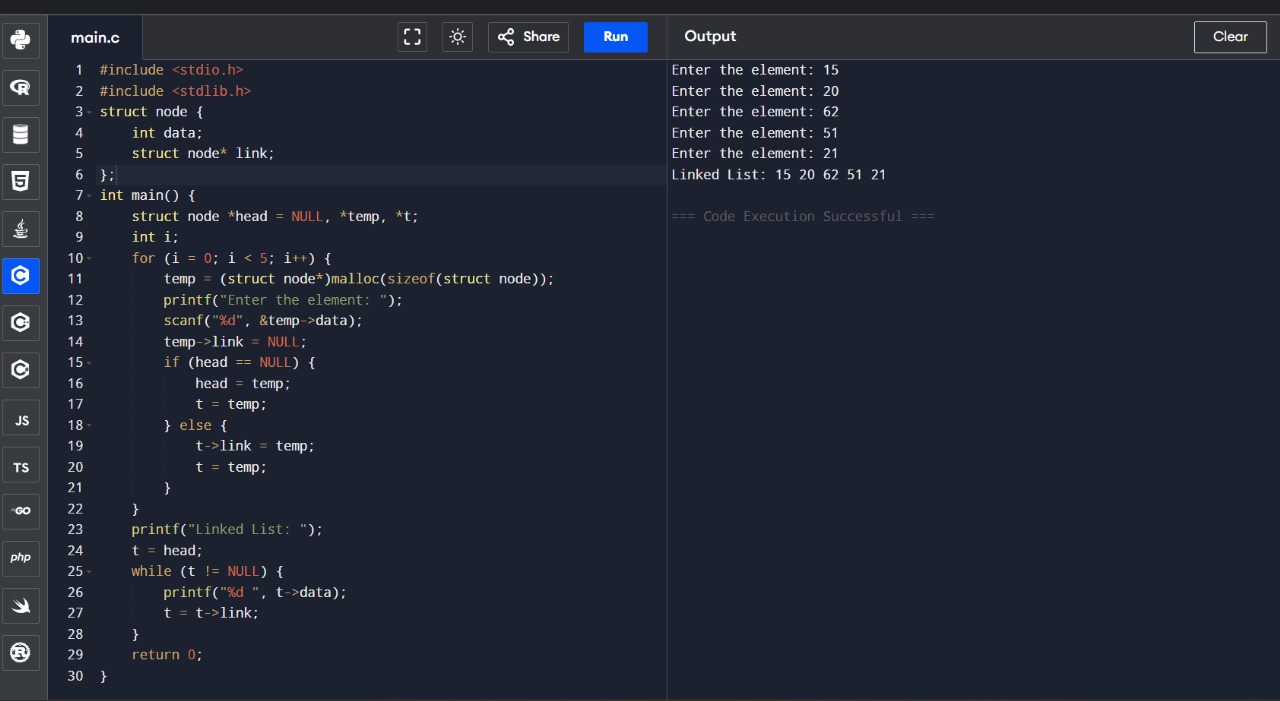 main.c
Share
Run
Output
Clear
1 #include <stdio.h>
2 #include <stdlib.h>
3 struct node {
4     int data;
5     struct node* link;
6 };
7 int main() {
8     struct node *head = NULL, *temp, *t;
9     int i;
10     for (i = 0; i < 5; i++) {
11         temp = (struct node*)malloc(sizeof(struct node));
12         printf("Enter the element: ");
13         scanf("%d", &temp->data);
14         temp->link = NULL;
15         if (head == NULL) {
16             head = temp;
17             t = temp;
18         } else {
19             t->link = temp;
20             t = temp;
21         }
22     }
23     printf("Linked List: ");
24     t = head;
25     while (t != NULL) {
26         printf("%d ", t->data);
27         t = t->link;
28     }
29     return 0;
30 }
Enter the element: 15
Enter the element: 20
Enter the element: 62
Enter the element: 51
Enter the element: 21
Linked List: 15 20 62 51 21
=== Code Execution Successful ===
R
5
C
C
C
JS
TS
GO
php
R